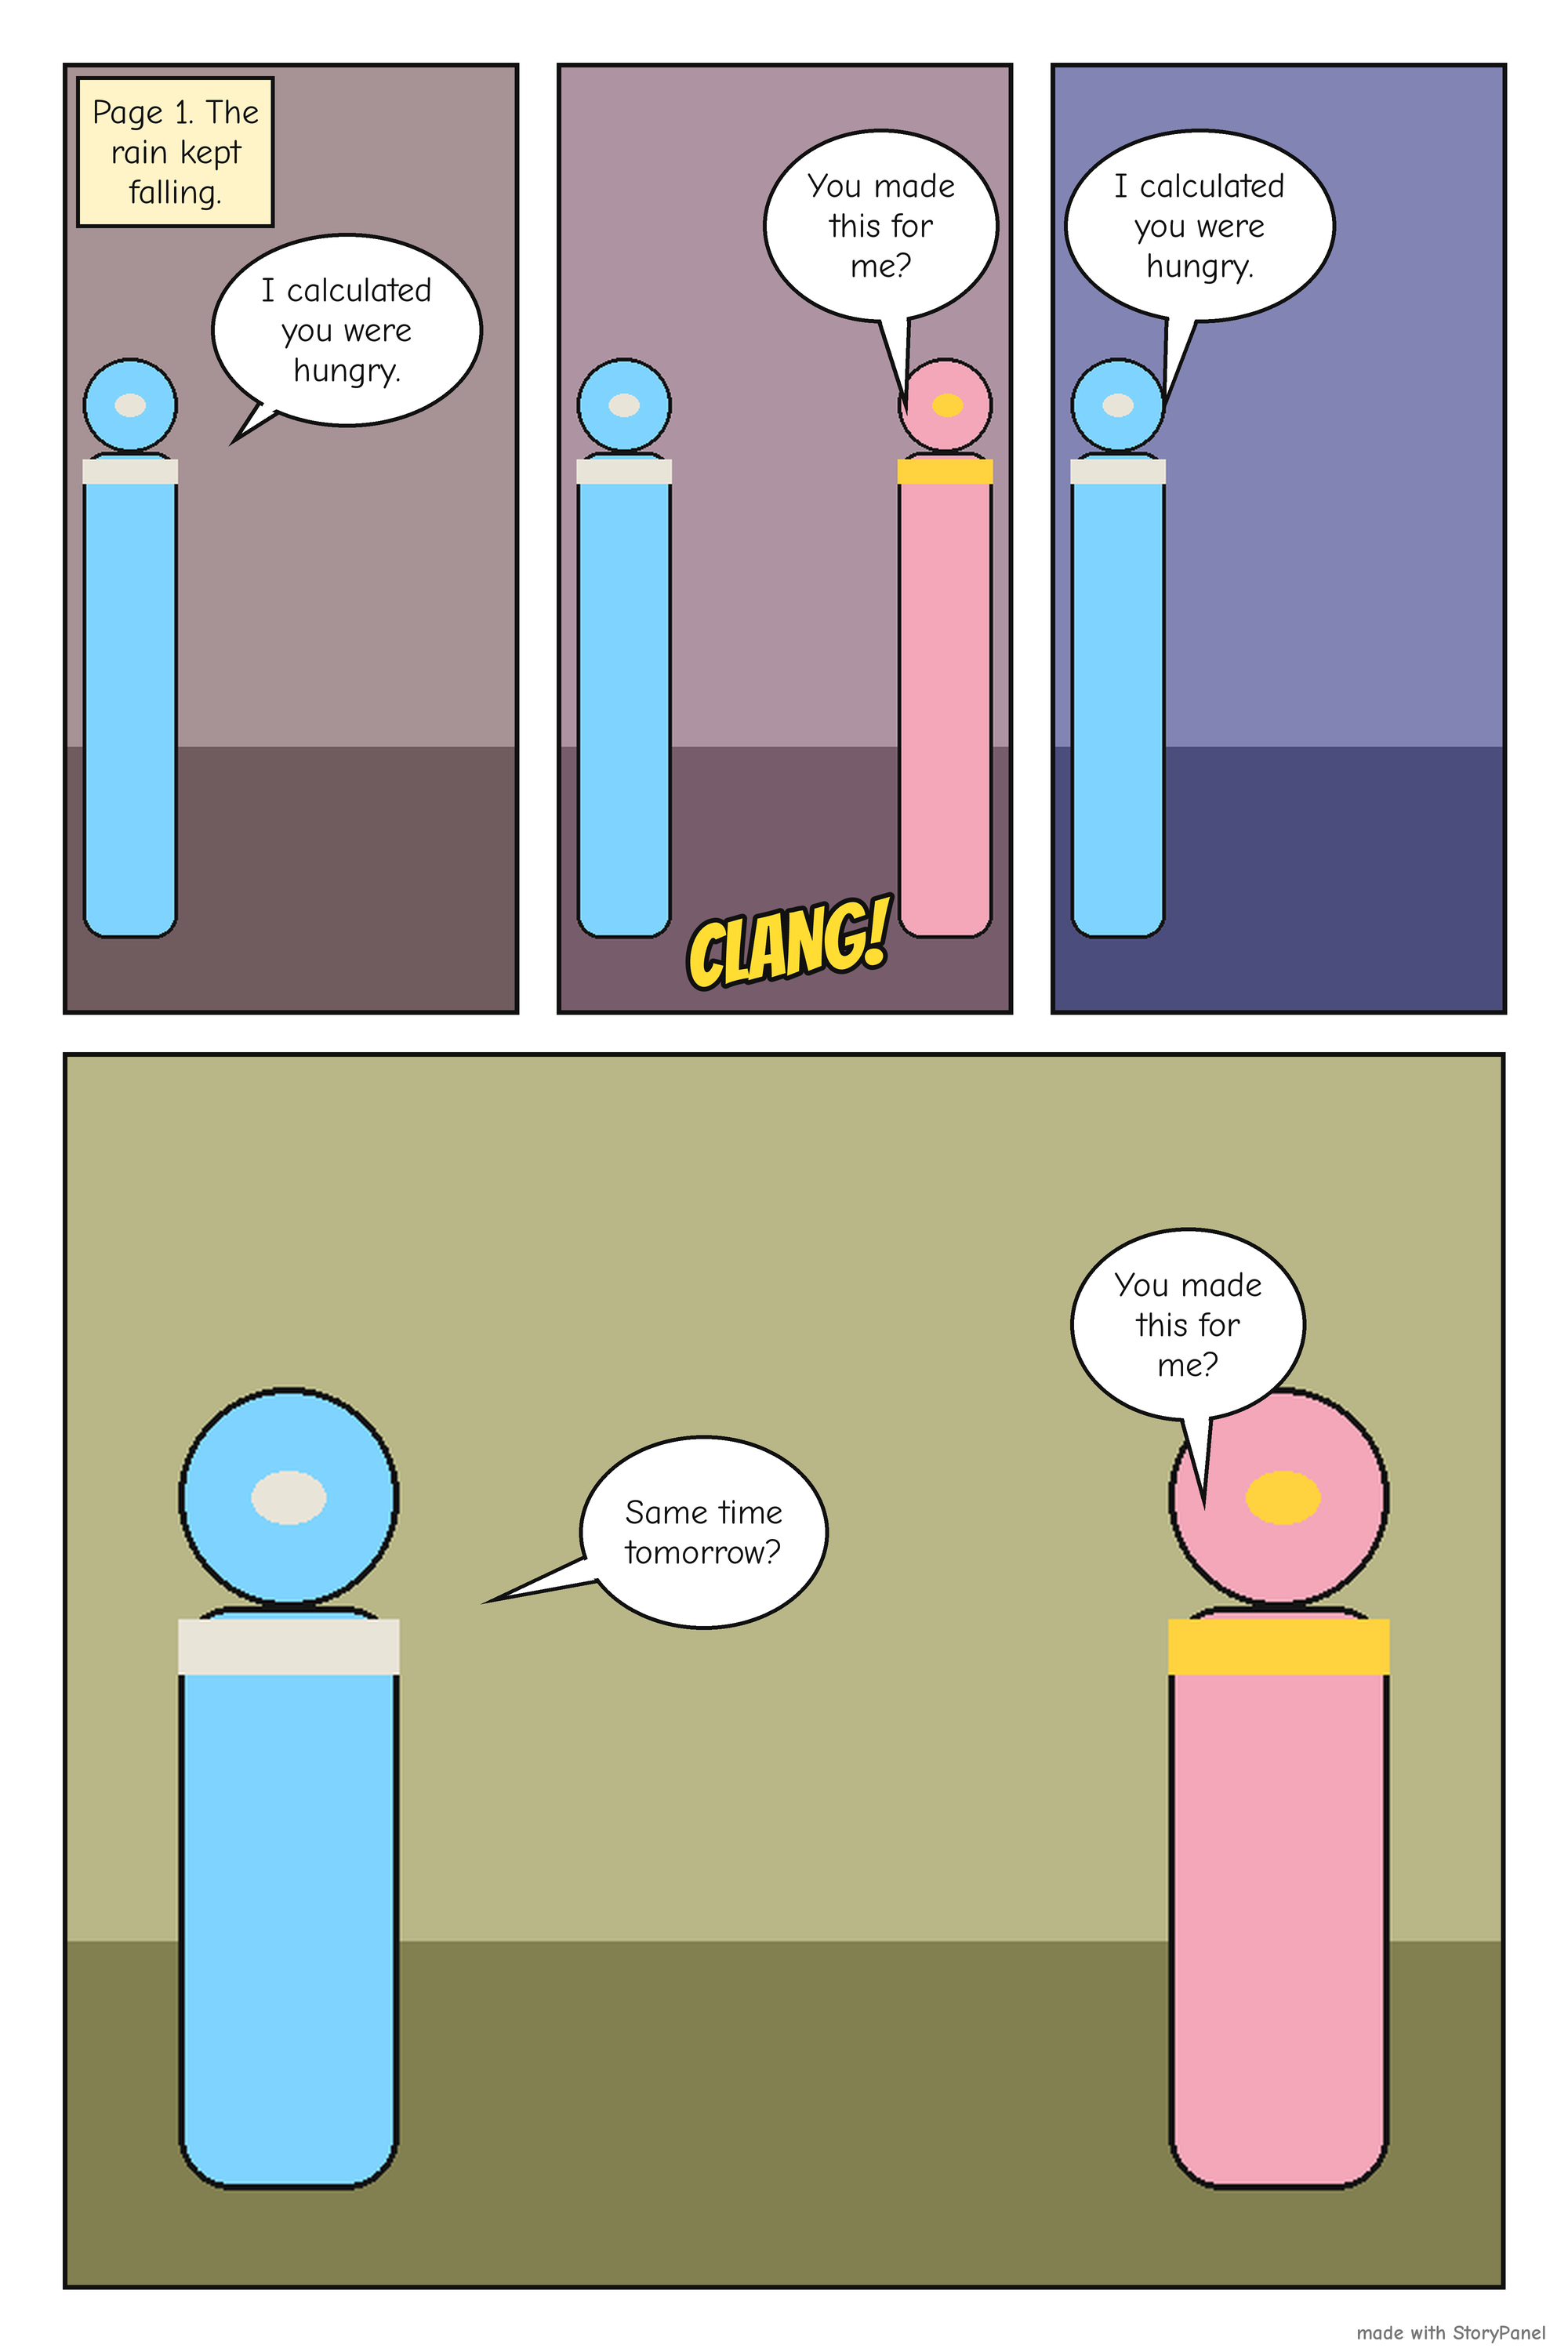 Page 1. The
rain kept
falling.
I calculated
you were
hungry.
You made
this for
me?
CLANG!
I calculated
you were
hungry.
Same time
tomorrow?
You made
this for
me?
made with StoryPanel